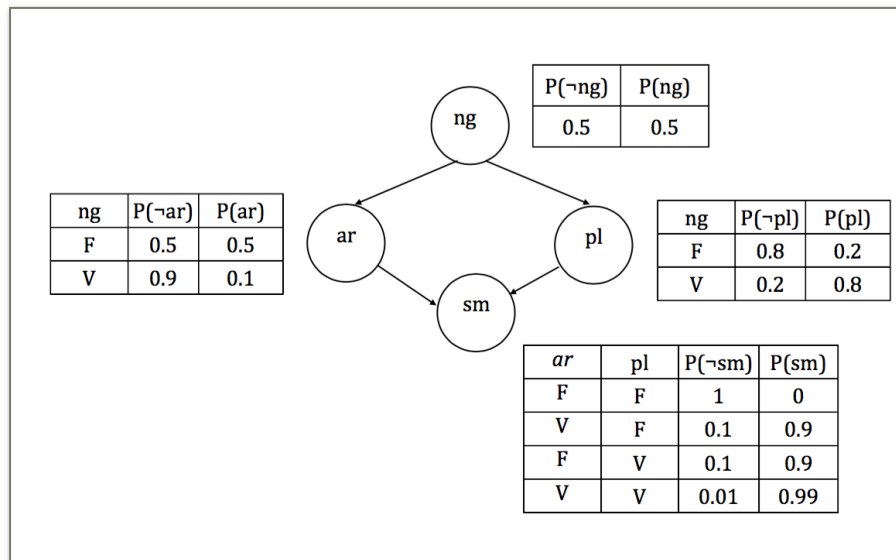 ng
P(¬ng) P(ng)
0.5 0.5
ng P(¬ar) P(ar)
F 0.5 0.5
V 0.9 0.1
ar
pl
ng P(¬pl) P(pl)
F 0.8 0.2
V 0.2 0.8
sm
ar pl P(¬sm) P(sm)
F F 1 0
V F 0.1 0.9
F V 0.1 0.9
V V 0.01 0.99